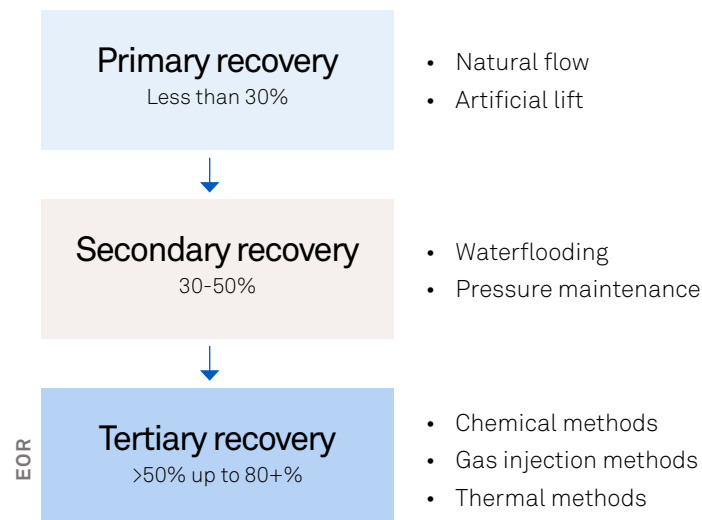 Primary recovery
Less than 30%
• Natural flow
• Artificial lift
Secondary recovery
30-50%
• Waterflooding
• Pressure maintenance
EOR
Tertiary recovery
>50% up to 80+%
• Chemical methods
• Gas injection methods
• Thermal methods